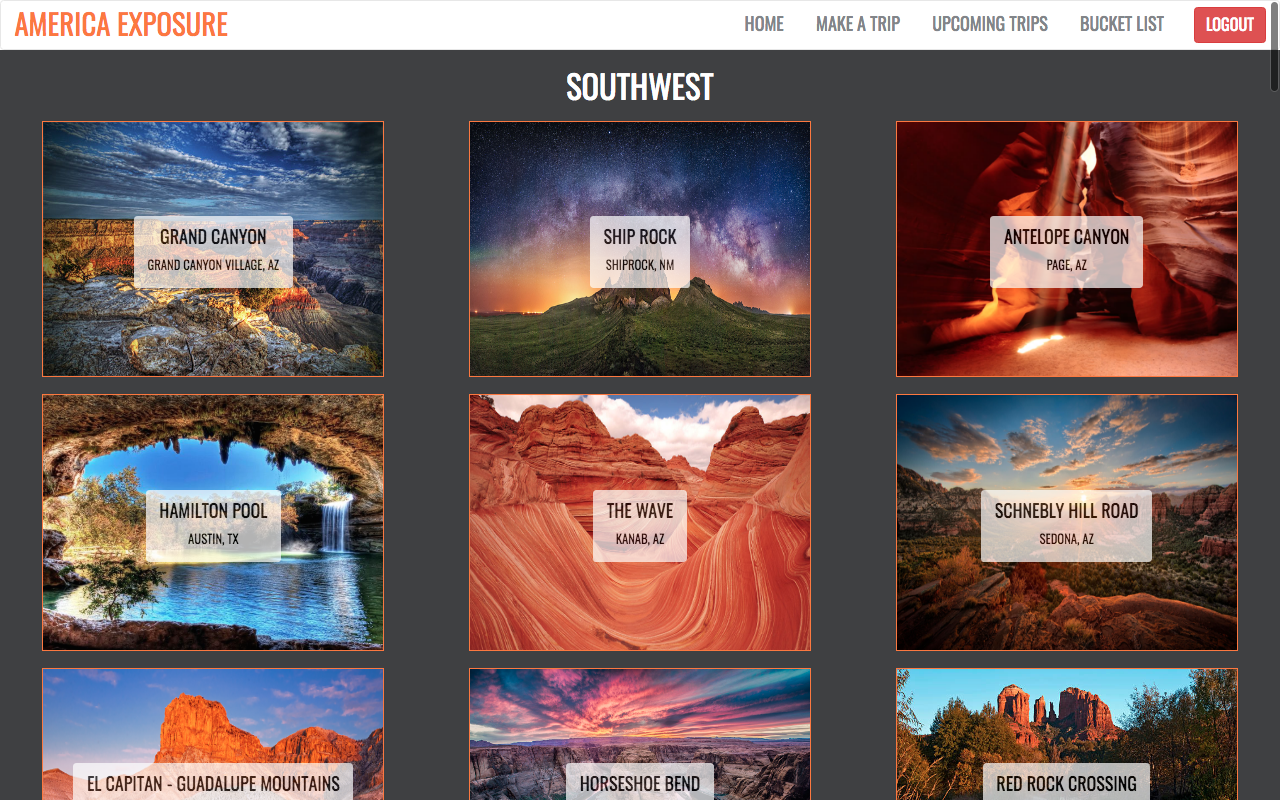 AMERICA EXPOSURE
HOME MAKE A TRIP UPCOMING TRIPS BUCKET LIST LOGOUT
SOUTHWEST
GRAND CANYON
GRAND CANYON VILLAGE, AZ
SHIP ROCK
SHIPROCK, NM
ANTELOPE CANYON
PAGE, AZ
HAMILTON POOL
AUSTIN, TX
THE WAVE
KANAB, AZ
SCHNEBLY HILL ROAD
SEDONA, AZ
EL CAPITAN - GUADALUPE MOUNTAINS
HORSESHOE BEND
RED ROCK CROSSING